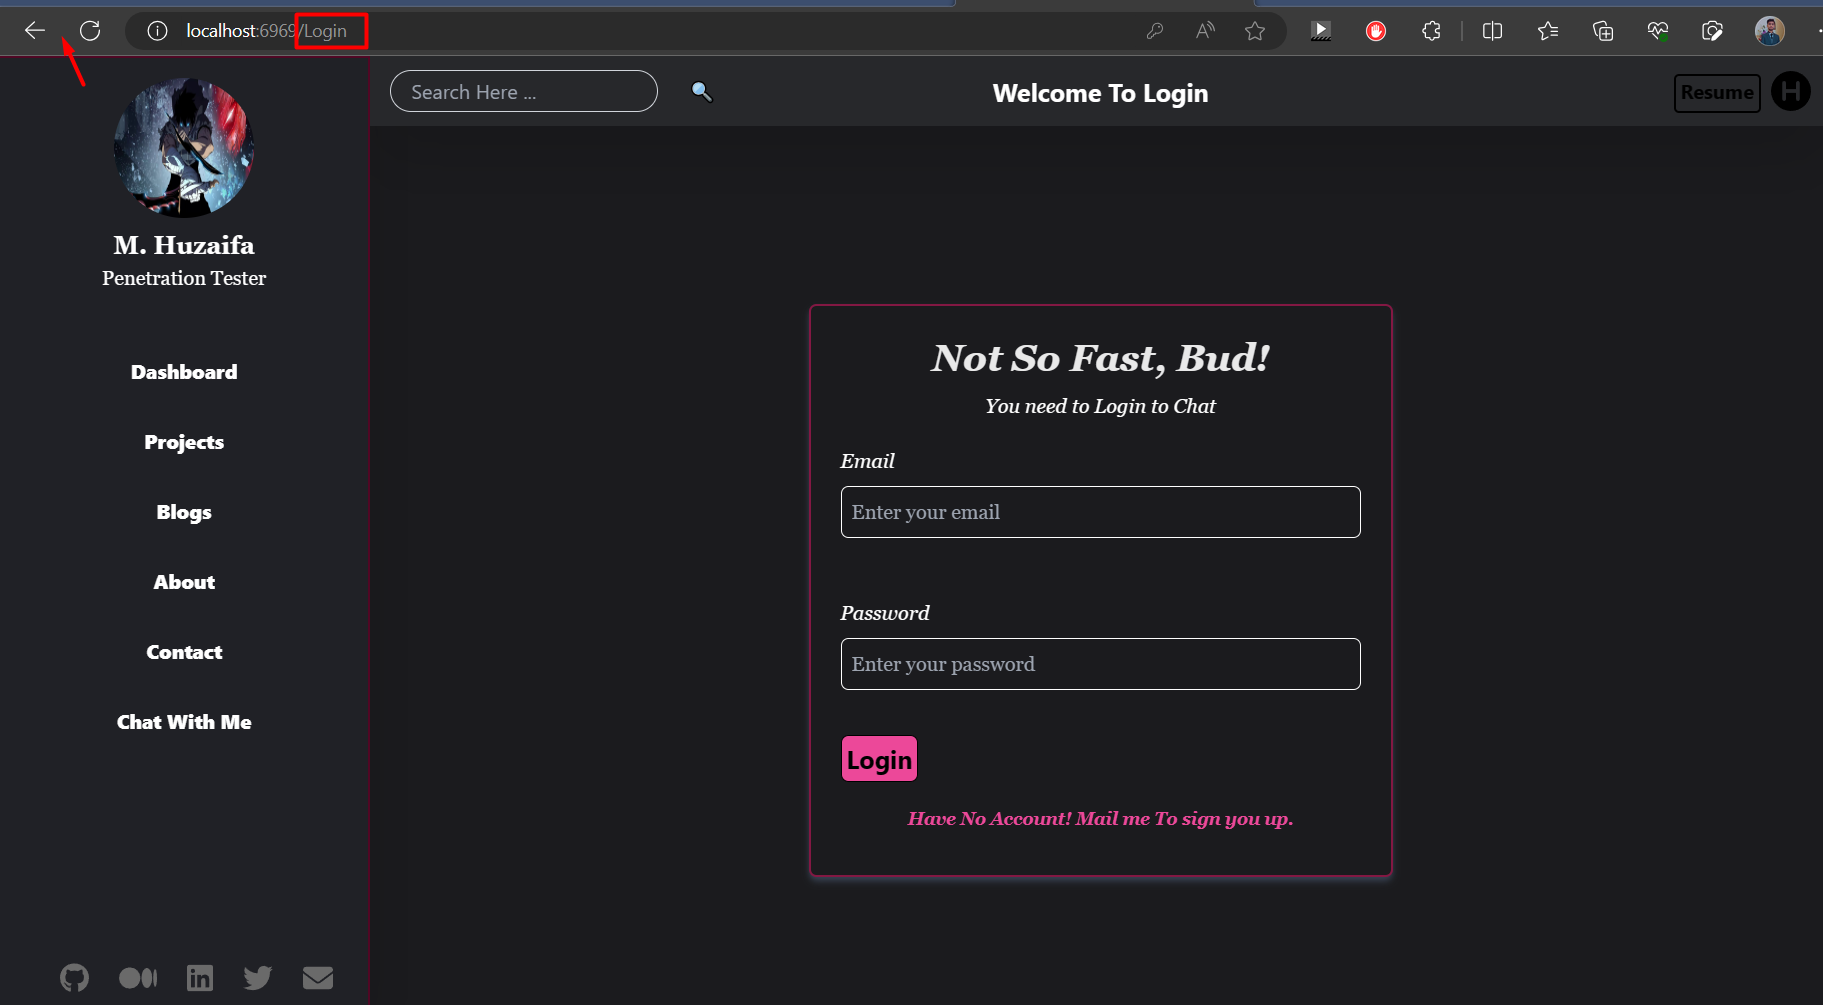 localhost:6969/Login
M. Huzaifa
Penetration Tester
Dashboard
Projects
Blogs
About
Contact
Chat With Me
Search Here ...
Welcome To Login
Resume
H
Not So Fast, Bud!
You need to Login to Chat
Email
Enter your email
Password
Enter your password
Login
Have No Account! Mail me To sign you up.